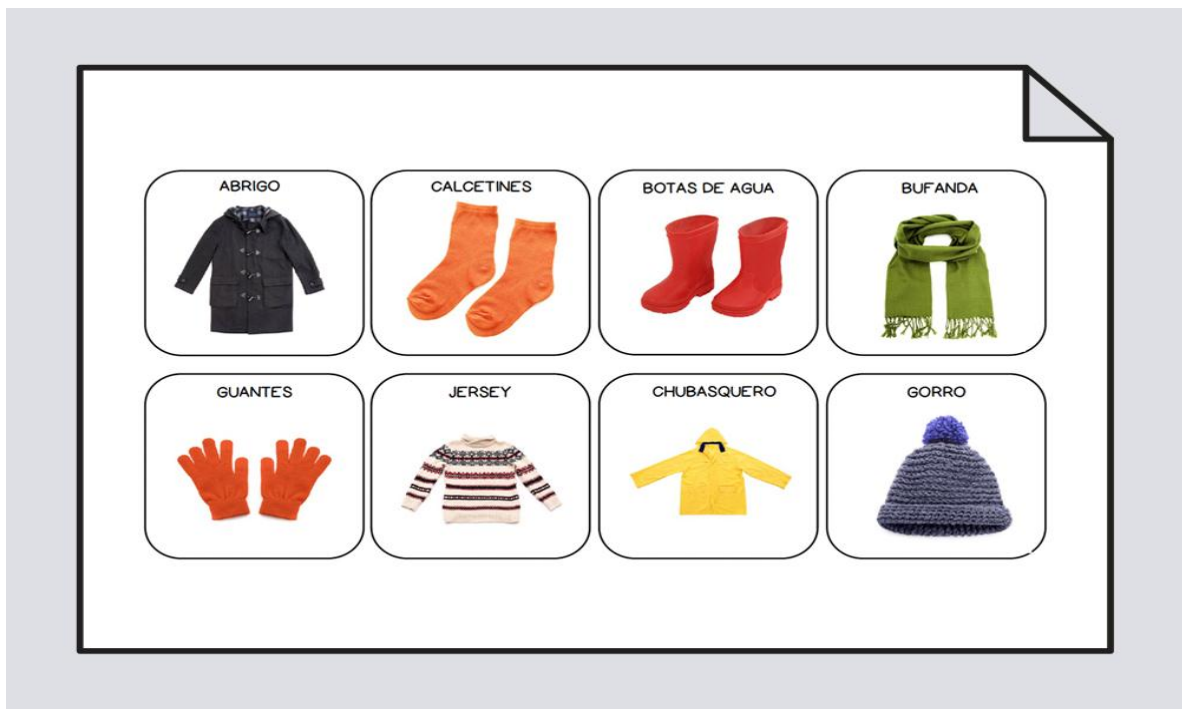 ABRIGO
CALCETINES
BOTAS DE AGUA
BUFANDA
GUANTES
JERSEY
CHUBASQUERO
GORRO